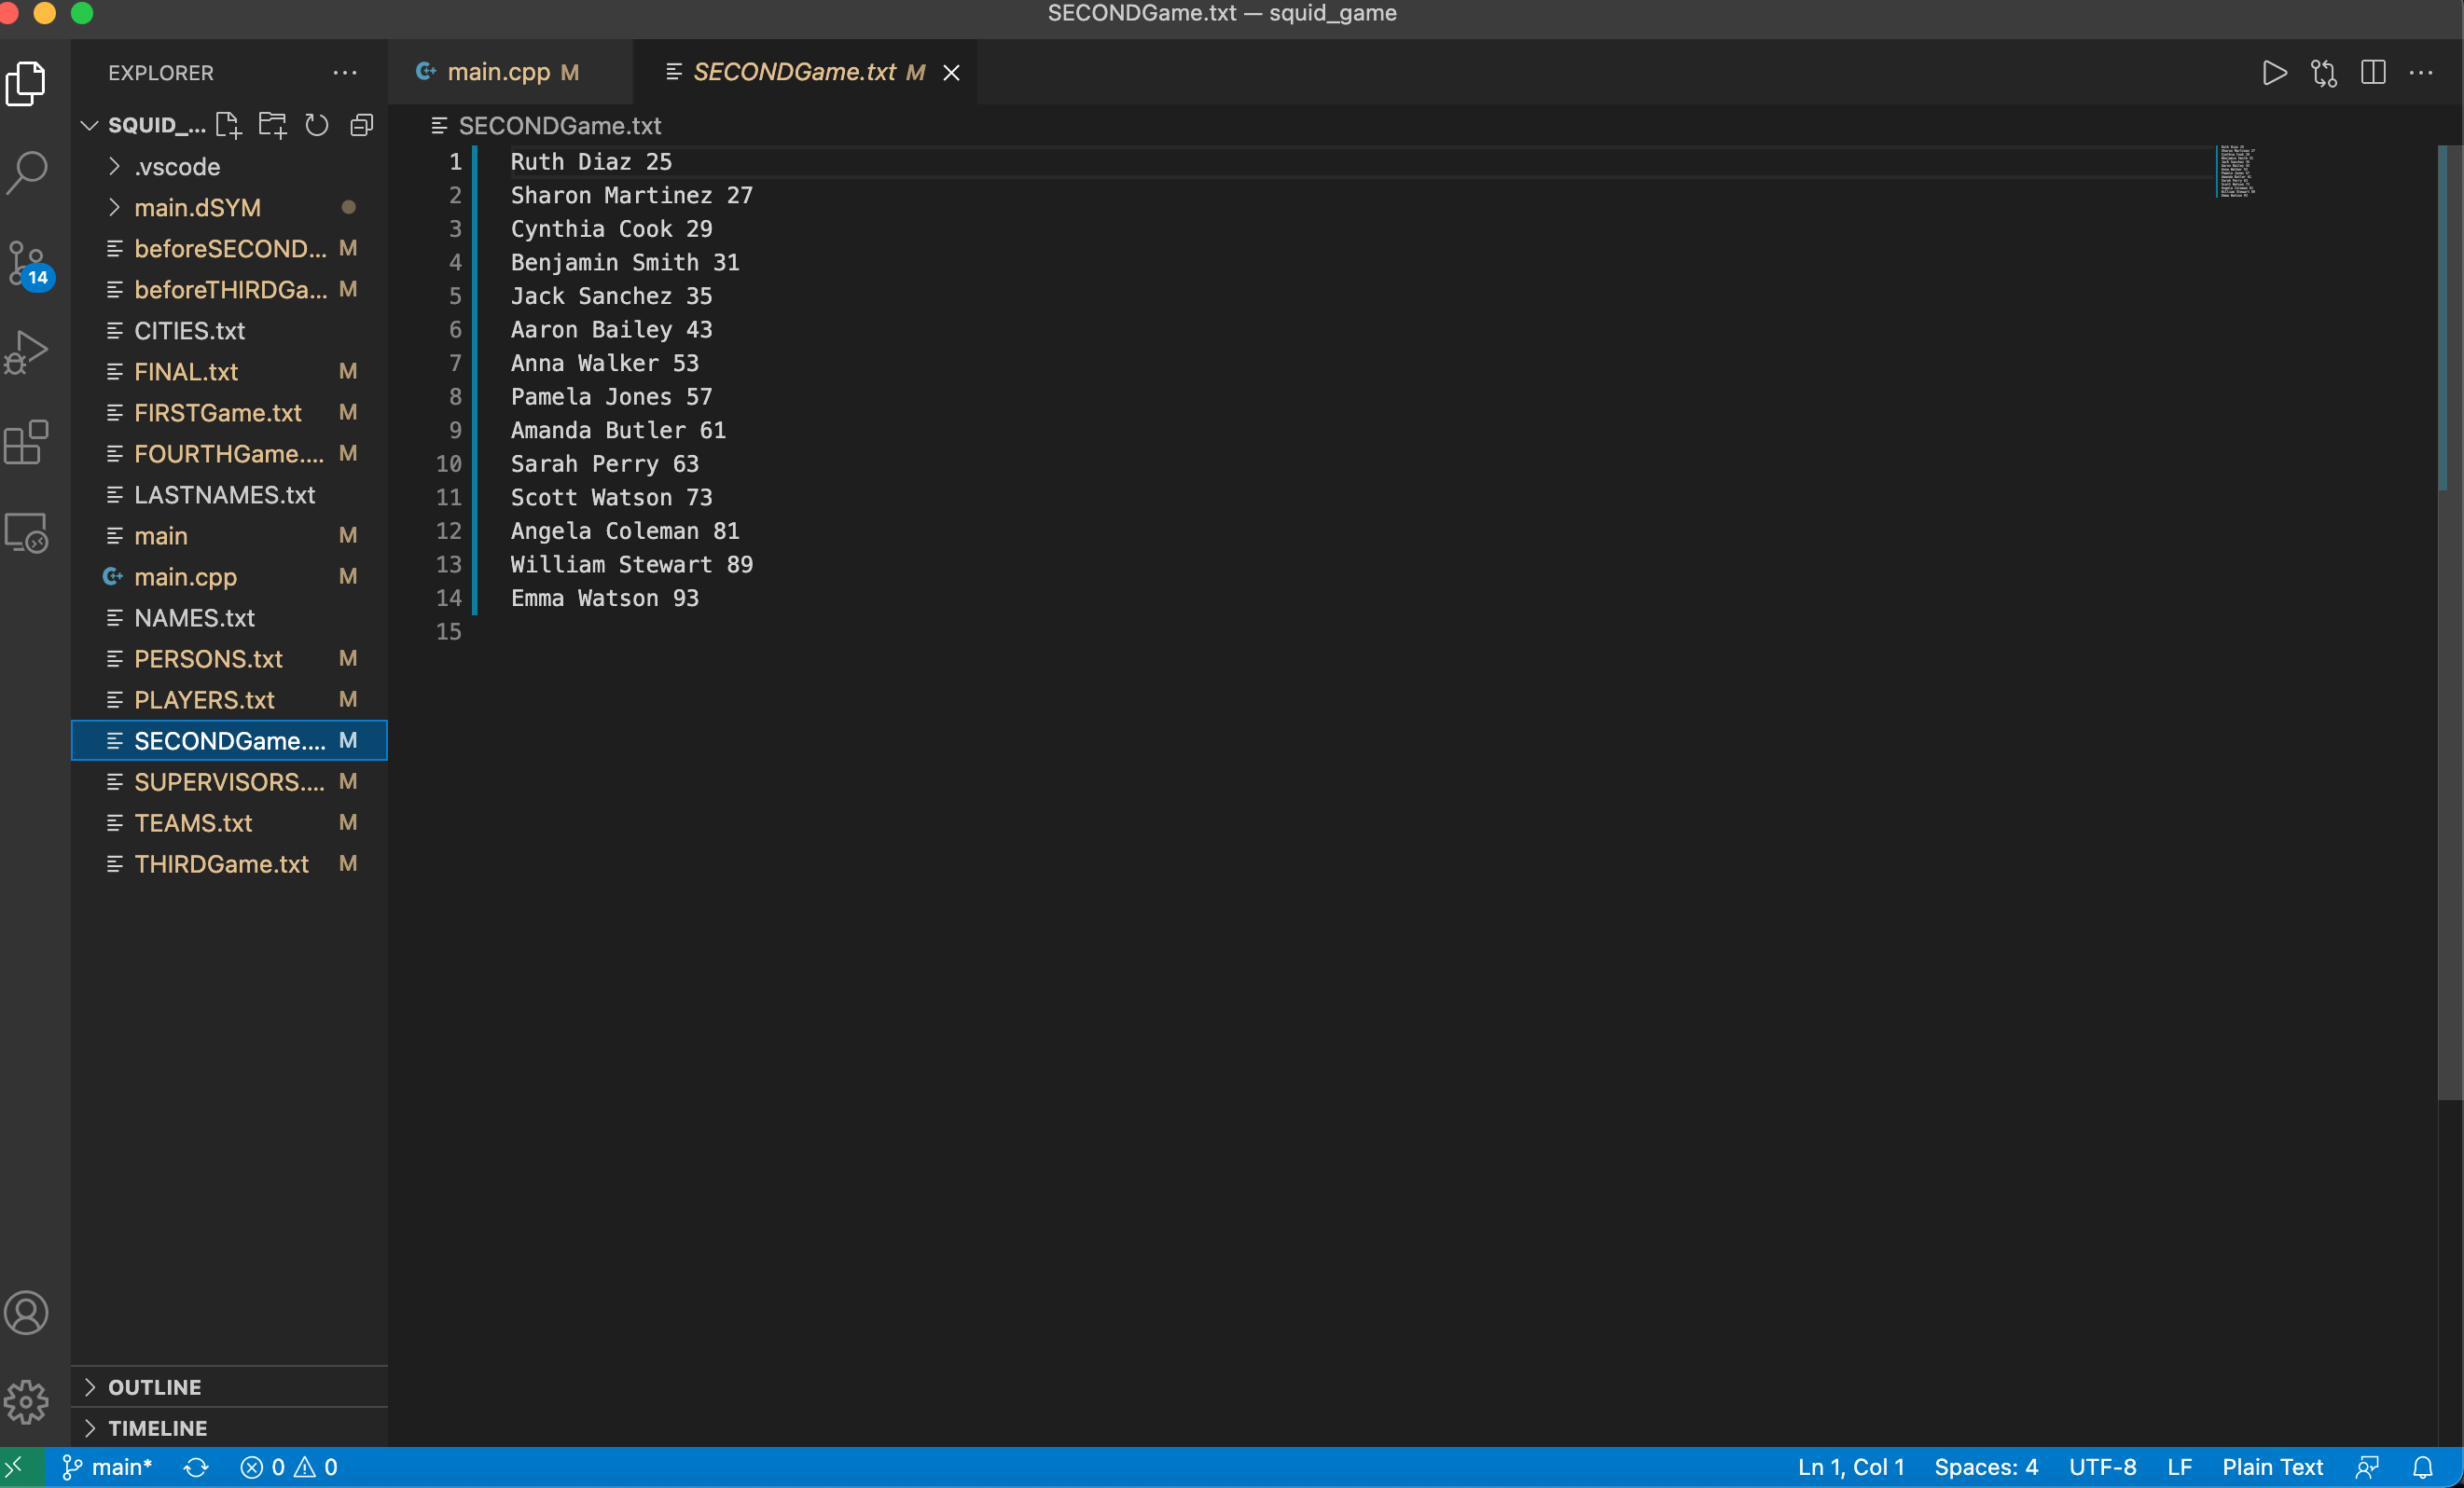 SECONDGame.txt — squid_game
EXPLORER
main.cpp M
SECONDGame.txt M
SQUID_...
SECONDGame.txt
.vscode
main.dSYM
beforeSECOND... M
beforeTHIRDGa... M
CITIES.txt
FINAL.txt M
FIRSTGame.txt M
FOURTHGame.... M
LASTNAMES.txt
main M
main.cpp M
NAMES.txt
PERSONS.txt M
PLAYERS.txt M
SECONDGame.... M
SUPERVISORS.... M
TEAMS.txt M
THIRDGame.txt M
14
1 Ruth Diaz 25
2 Sharon Martinez 27
3 Cynthia Cook 29
4 Benjamin Smith 31
5 Jack Sanchez 35
6 Aaron Bailey 43
7 Anna Walker 53
8 Pamela Jones 57
9 Amanda Butler 61
10 Sarah Perry 63
11 Scott Watson 73
12 Angela Coleman 81
13 William Stewart 89
14 Emma Watson 93
15
OUTLINE
TIMELINE
main* 0 0 Ln 1, Col 1 Spaces: 4 UTF-8 LF Plain Text